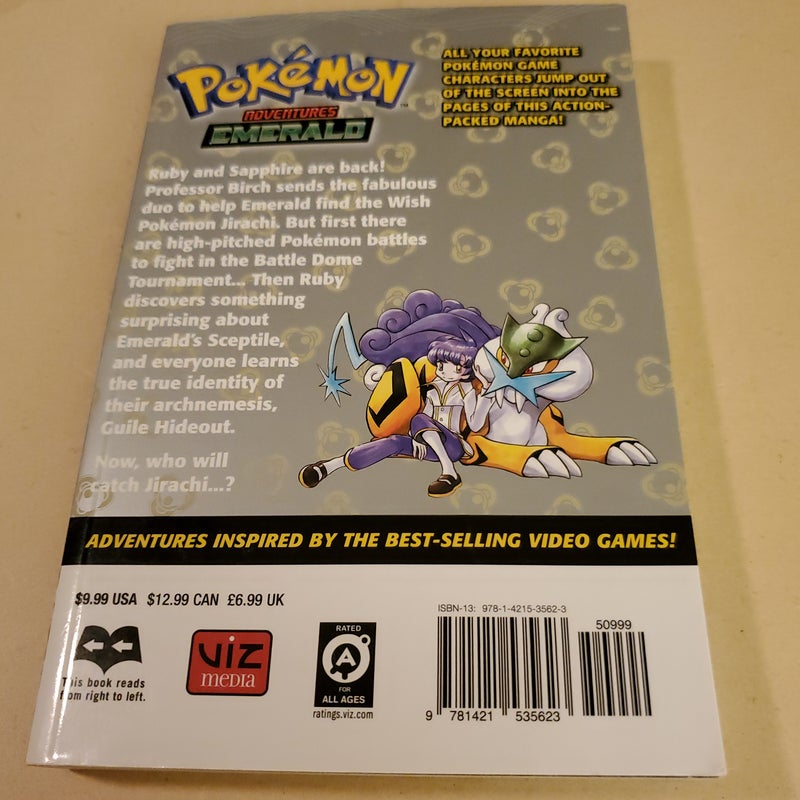 POKéMON
ADVENTURES
EMERALD
ALL YOUR FAVORITE
POKÉMON GAME
CHARACTERS JUMP OUT
OF THE SCREEN INTO THE
PAGES OF THIS ACTION-
PACKED MANGA!
Ruby and Sapphire are back!
Professor Birch sends the fabulous
duo to help Emerald find the Wish
Pokémon Jirachi. But first there
are high-pitched Pokémon battles
to fight in the Battle Dome
Tournament... Then Ruby
discovers something
surprising about
Emerald's Sceptile,
and everyone learns
the true identity of
their archnemesis,
Guile Hideout.
Now, who will
catch Jirachi...?
ADVENTURES INSPIRED BY THE BEST-SELLING VIDEO GAMES!
$9.99 USA $12.99 CAN £6.99 UK
This book reads
from right to left.
VIZ
MEDIA
RATED
A
FOR
ALL AGES
ratings.viz.com
ISBN-13: 978-1-4215-3562-3
50999
9 781421 535623